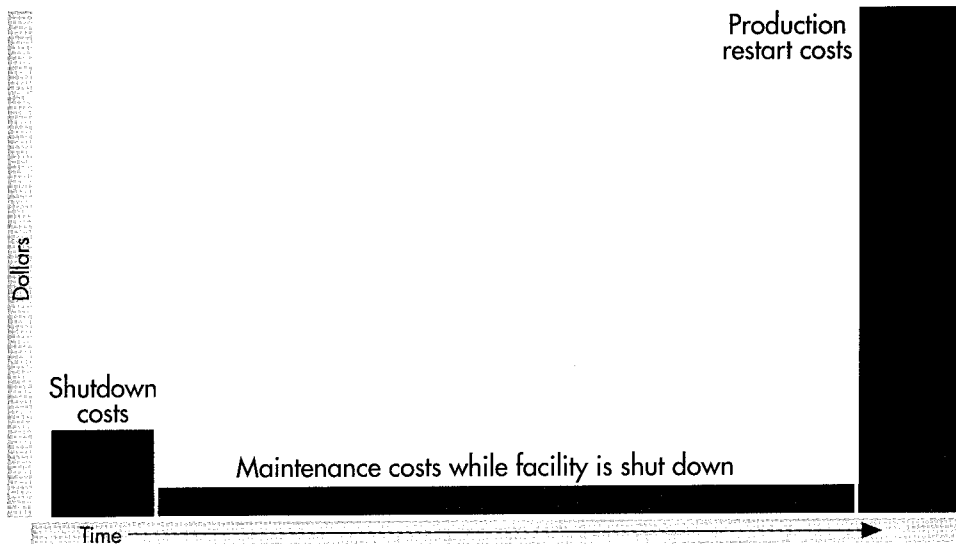 Production
restart costs
Dollars
Shutdown
costs
Maintenance costs while facility is shut down
Time